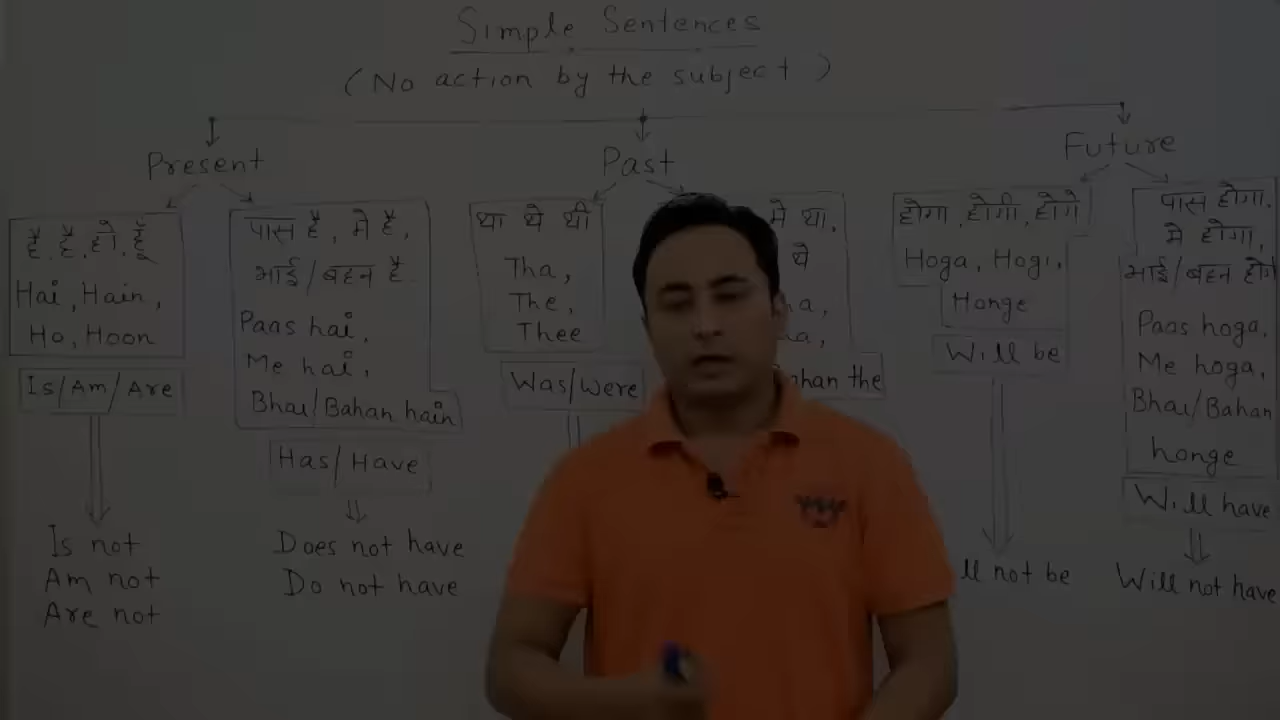 Simple Sentences
(No action by the subject)
Present
है, हैं, हो, हूँ
Hai, Hain,
Ho, Hoon
Is/Am/Are
Is not
Am not
Are not
पास है, मे है,
भाई/बहन है
Paas hai,
Me hai,
Bhai/Bahan hain
Has/Have
Does not have
Do not have
Past
था थे थी
Tha,
The,
Thee
Was/Were
मे था,
थे
the
Future
होगा, होगी, होंगे
Hoga, Hogi,
Honge
Will be
not be
पास होगा,
मे होगा,
भाई/बहन
Paas hoga,
Me hoga,
Bhai/Bahan
honge
Will have
Will not have